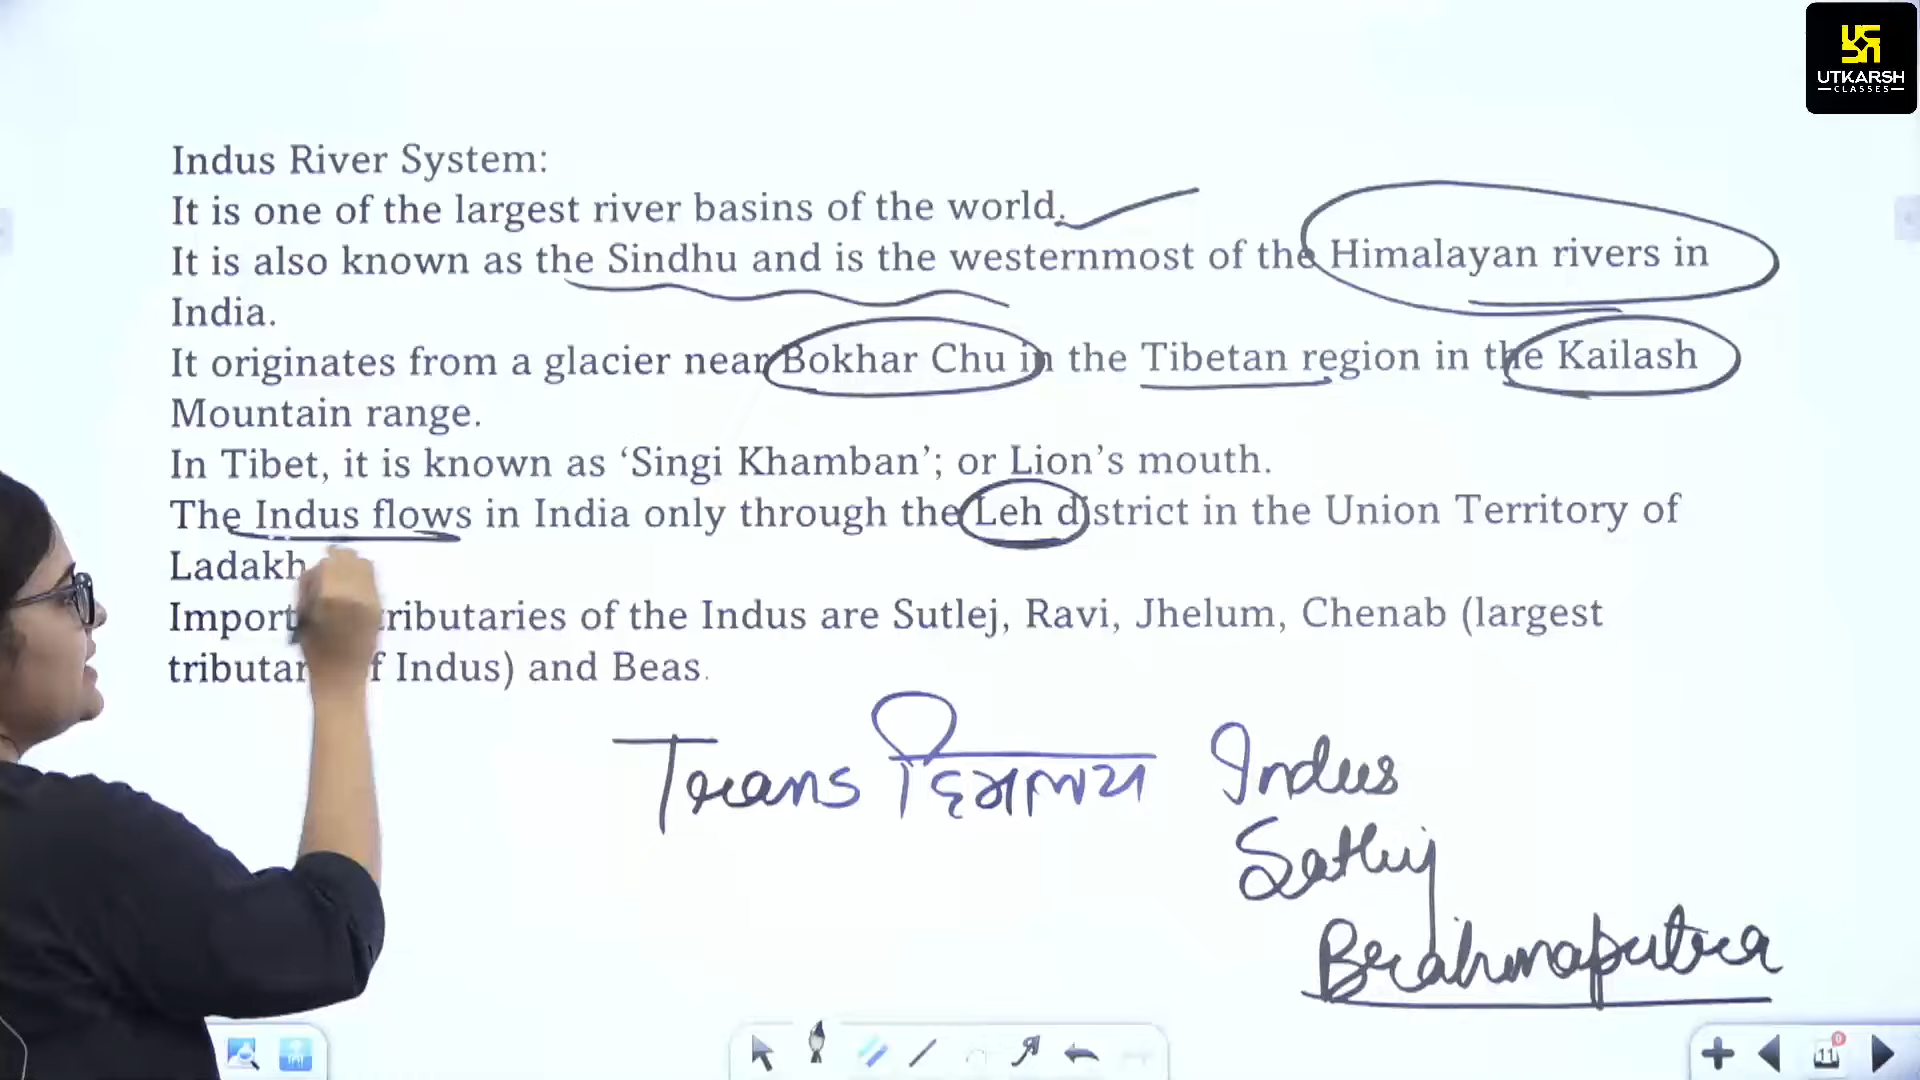 UTKARSH
CLASSES
Indus River System:
It is one of the largest river basins of the world.
It is also known as the Sindhu and is the westernmost of the Himalayan rivers in
India.
It originates from a glacier near Bokhar Chu in the Tibetan region in the Kailash
Mountain range.
In Tibet, it is known as ‘Singi Khamban’; or Lion’s mouth.
The Indus flows in India only through the Leh district in the Union Territory of
Ladakh
Import tributaries of the Indus are Sutlej, Ravi, Jhelum, Chenab (largest
tributar f Indus) and Beas.
Trans हिमालय Indus
Satluj
Brahmaputra
11
0